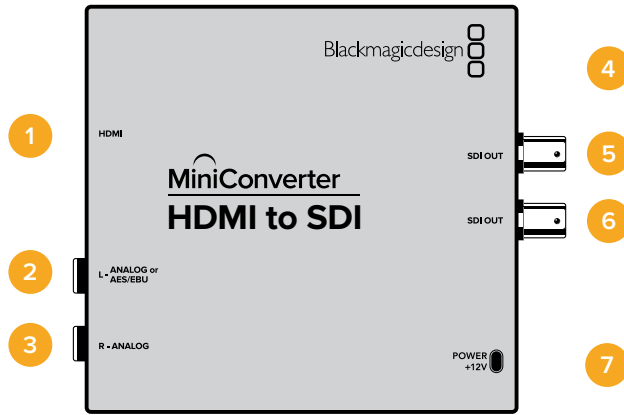 Blackmagicdesign
4
1
HDMI
SDI OUT
5
MiniConverter
HDMI to SDI
SDI OUT
6
2
L - ANALOG or
AES/EBU
3
R - ANALOG
POWER
+12V
7